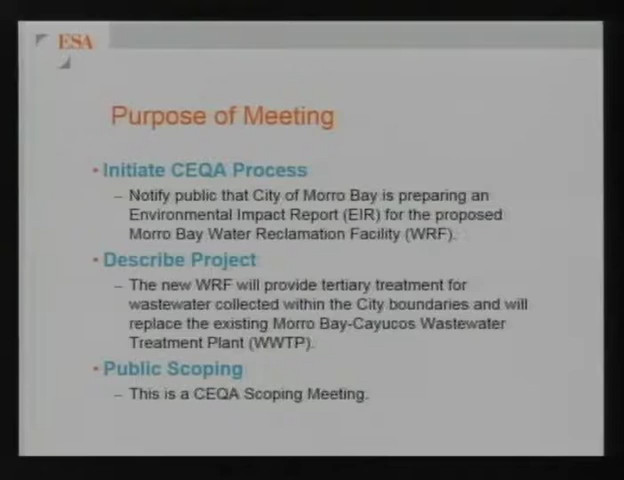 ESA
Purpose of Meeting
• Initiate CEQA Process
– Notify public that City of Morro Bay is preparing an
Environmental Impact Report (EIR) for the proposed
Morro Bay Water Reclamation Facility (WRF).
• Describe Project
– The new WRF will provide tertiary treatment for
wastewater collected within the City boundaries and will
replace the existing Morro Bay-Cayucos Wastewater
Treatment Plant (WWTP).
• Public Scoping
– This is a CEQA Scoping Meeting.